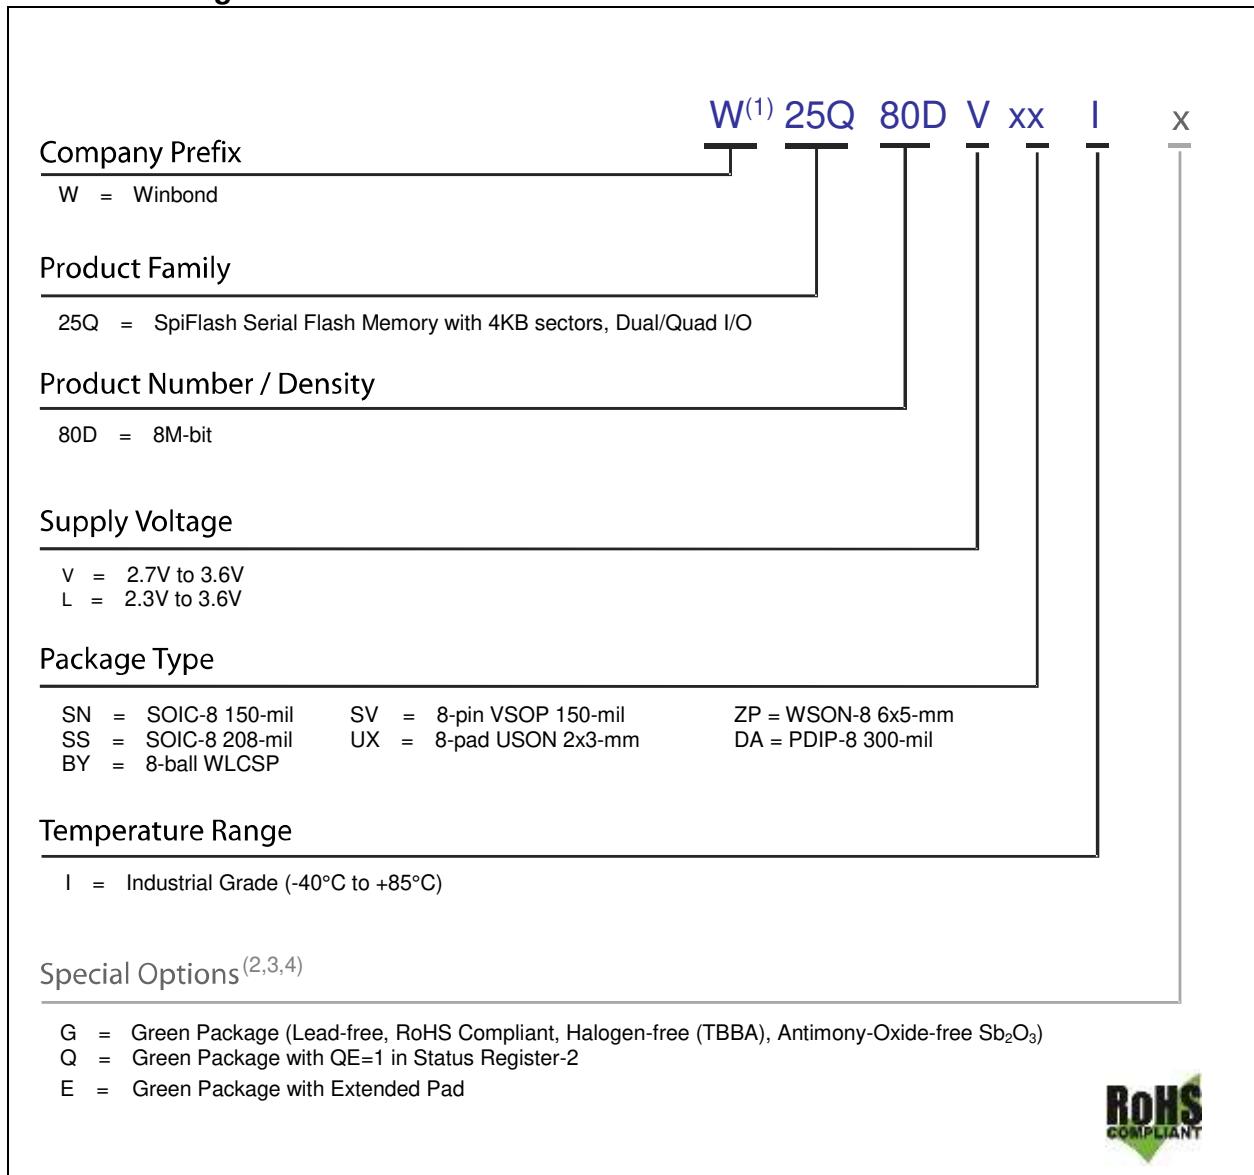 W(1) 25Q 80D V xx I x
Company Prefix
W = Winbond
Product Family
25Q = SpiFlash Serial Flash Memory with 4KB sectors, Dual/Quad I/O
Product Number / Density
80D = 8M-bit
Supply Voltage
V = 2.7V to 3.6V
L = 2.3V to 3.6V
Package Type
SN = SOIC-8 150-mil SV = 8-pin VSOP 150-mil ZP = WSON-8 6x5-mm
SS = SOIC-8 208-mil UX = 8-pad USON 2x3-mm DA = PDIP-8 300-mil
BY = 8-ball WLCSP
Temperature Range
I = Industrial Grade (-40°C to +85°C)
Special Options(2,3,4)
G = Green Package (Lead-free, RoHS Compliant, Halogen-free (TBBA), Antimony-Oxide-free Sb2O3)
Q = Green Package with QE=1 in Status Register-2
E = Green Package with Extended Pad
RoHS
COMPLIANT